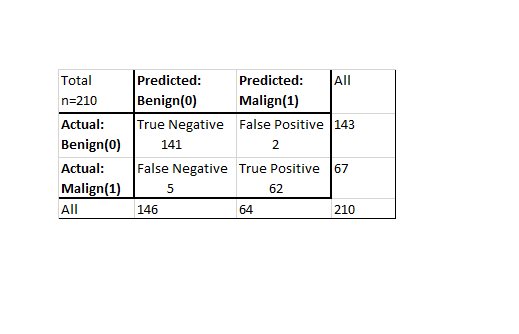 Total Predicted: Predicted: All
n=210 Benign(0) Malign(1)
Actual: True Negative False Positive 143
Benign(0) 141 2
Actual: False Negative True Positive 67
Malign(1) 5 62
All 146 64 210